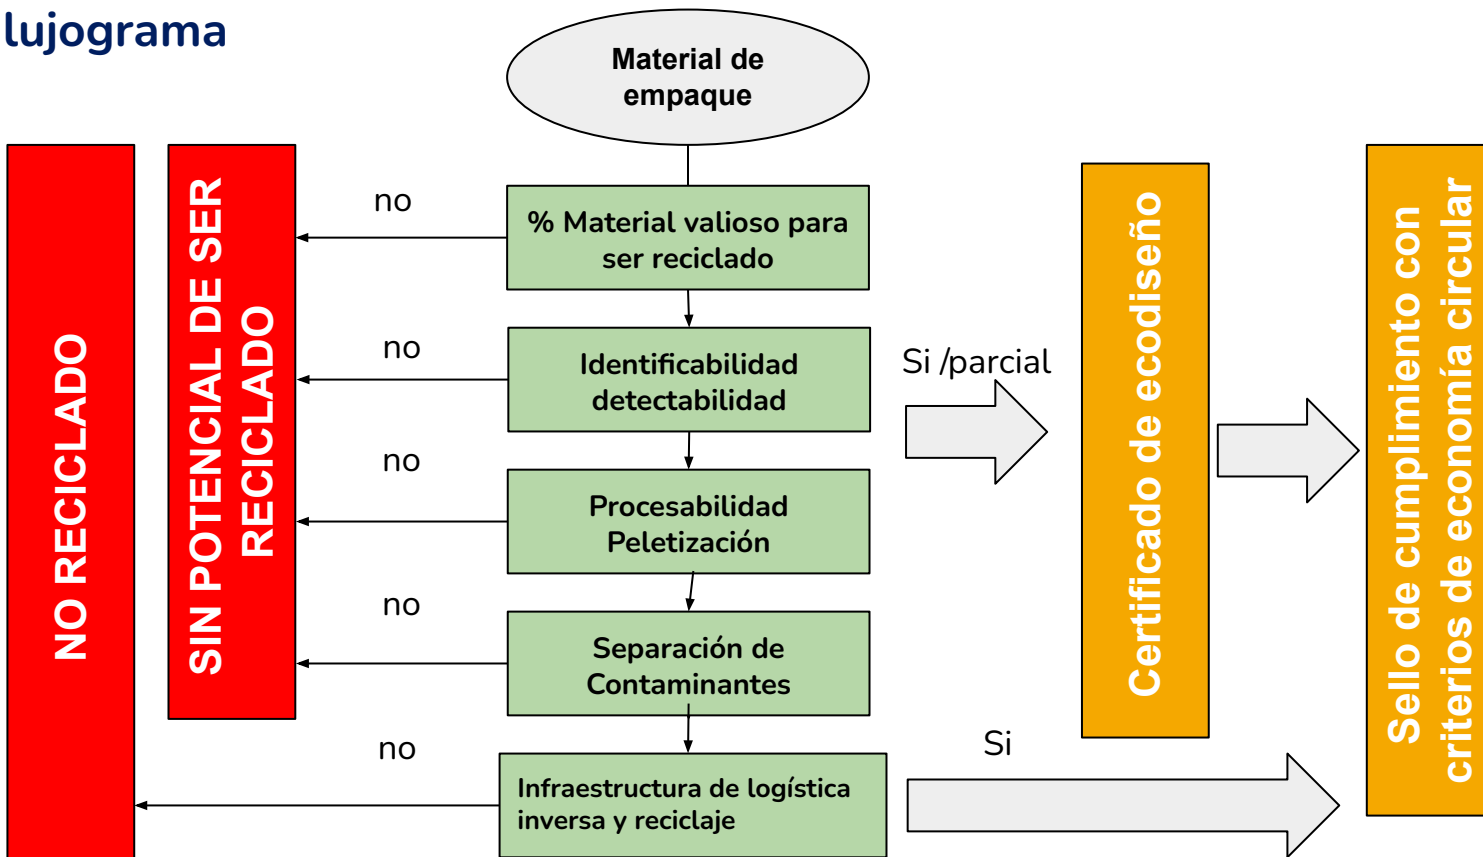 lujograma
Material de
empaque
no
% Material valioso para
ser reciclado
no
Identificabilidad
detectabilidad
Si /parcial
no
Procesabilidad
Peletización
no
Separación de
Contaminantes
no
Infraestructura de logística
inversa y reciclaje
Si
NO RECICLADO
SIN POTENCIAL DE SER
RECICLADO
Certificado de ecodiseño
Sello de cumplimiento con
criterios de economía circular